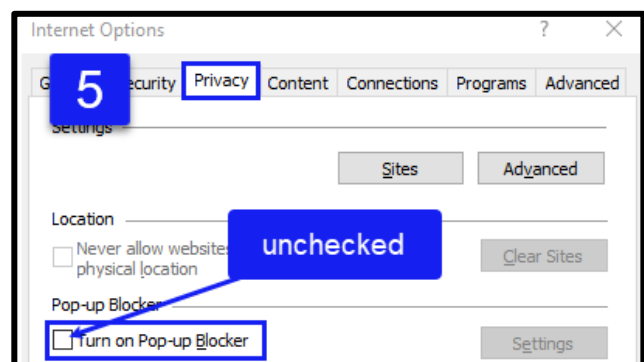 Internet Options ? ×
5
G ecurity Privacy Content Connections Programs Advanced
Settings
Sites Advanced
Location
Never allow websites
physical location
unchecked
Clear Sites
Pop-up Blocker
Turn on Pop-up Blocker
Settings